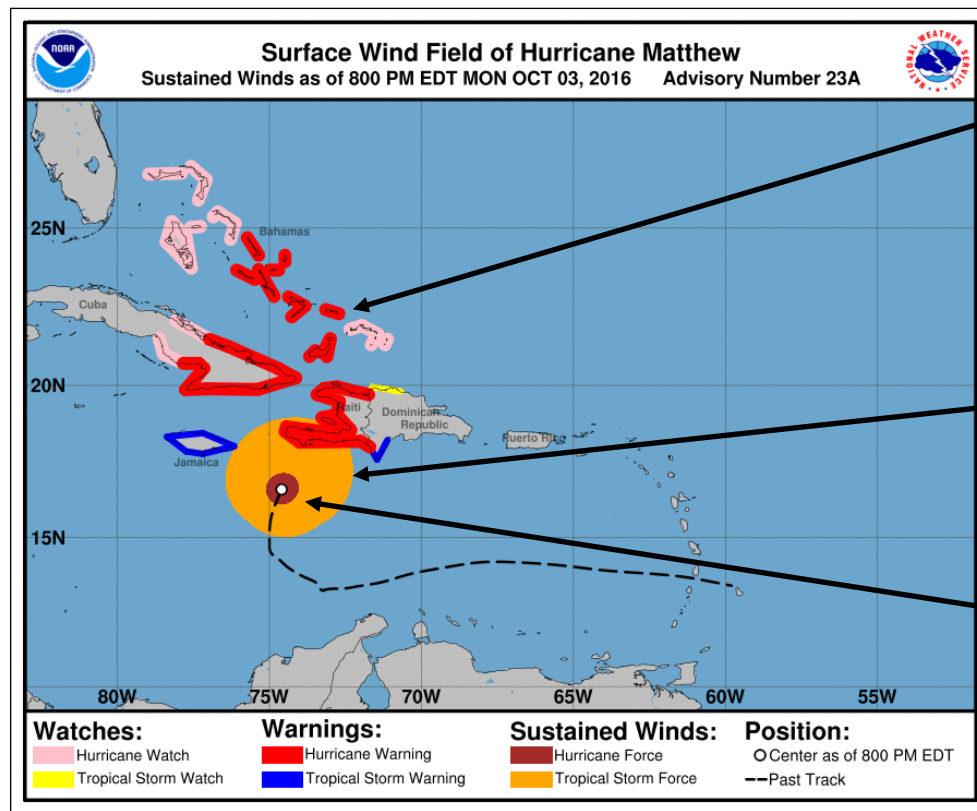 Surface Wind Field of Hurricane Matthew
Sustained Winds as of 800 PM EDT MON OCT 03, 2016 Advisory Number 23A
NOAA
NATIONAL WEATHER SERVICE
25N
Bahamas
Cuba
20N
Haiti
Dominican
Republic
Puerto Rico
Jamaica
15N
80W 75W 70W 65W 60W 55W
Watches: Warnings: Sustained Winds: Position:
Hurricane Watch Hurricane Warning Hurricane Force Center as of 800 PM EDT
Tropical Storm Watch Tropical Storm Warning Tropical Storm Force Past Track